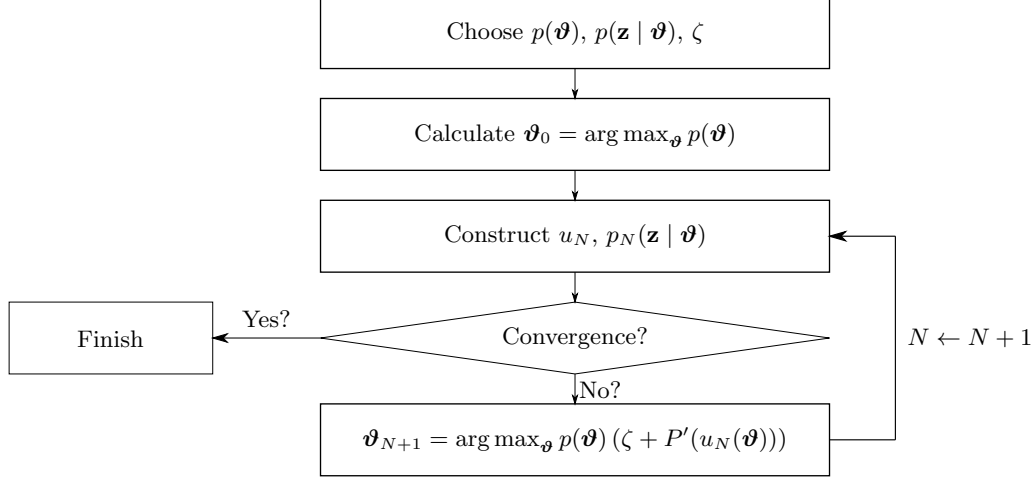 Choose p(𝝑), p(𝐳 | 𝝑), ζ
Calculate 𝝑₀ = arg max_𝝑 p(𝝑)
Construct u_N, p_N(𝐳 | 𝝑)
Yes?
Finish
Convergence?
N ← N + 1
No?
𝝑_{N+1} = arg max_𝝑 p(𝝑) (ζ + P′(u_N(𝝑)))